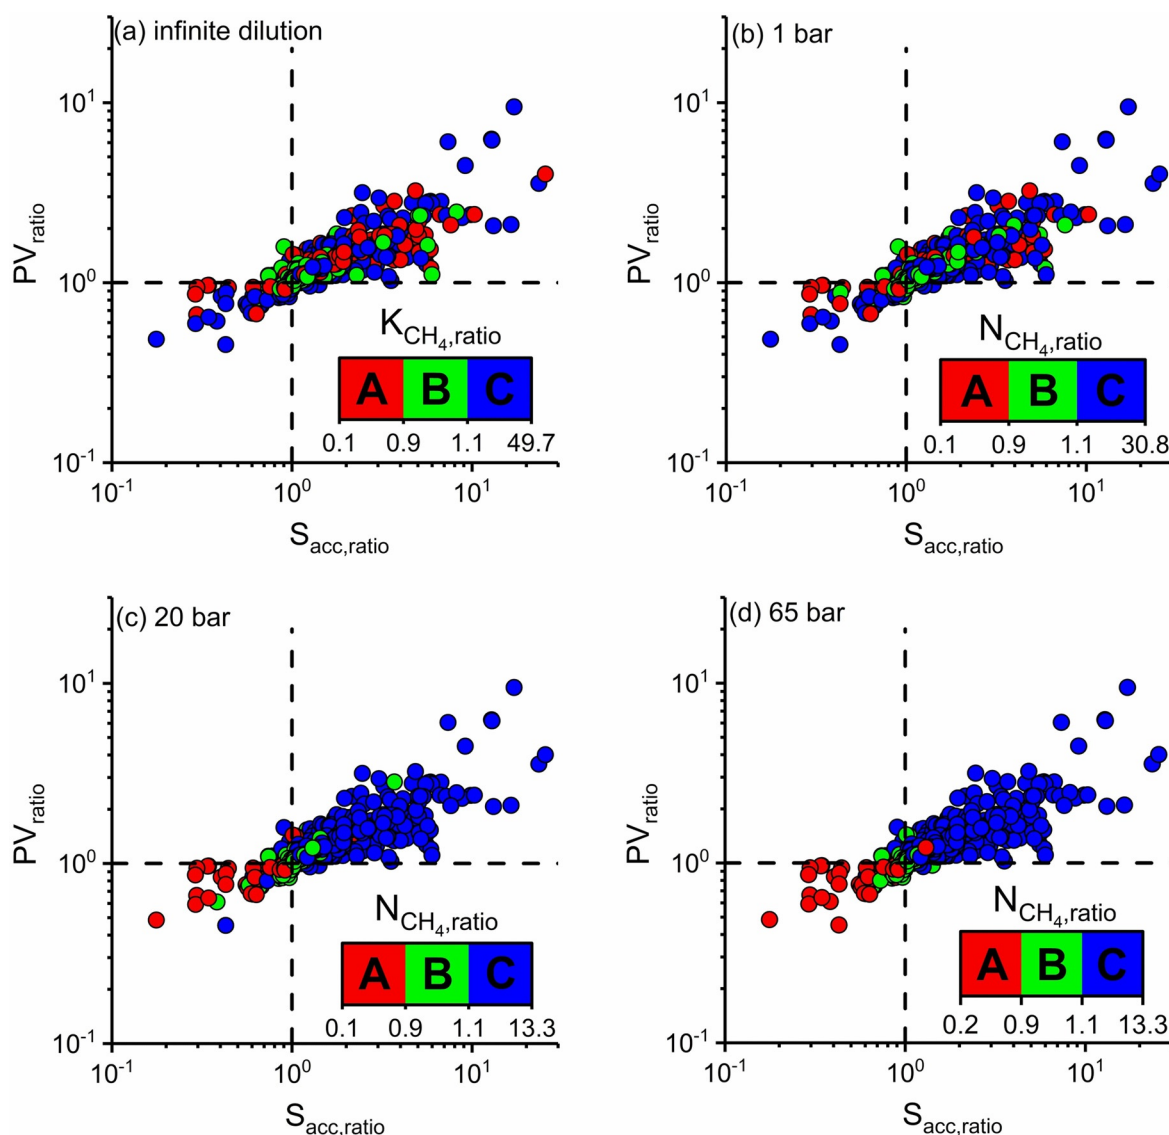 (a) infinite dilution
PV_ratio
10^1
10^0
10^-1
K_CH4,ratio
A B C
0.1 0.9 1.1 49.7
10^-1 10^0 10^1
S_acc,ratio
(b) 1 bar
PV_ratio
10^1
10^0
10^-1
N_CH4,ratio
A B C
0.1 0.9 1.1 30.8
10^-1 10^0 10^1
S_acc,ratio
(c) 20 bar
PV_ratio
10^1
10^0
10^-1
N_CH4,ratio
A B C
0.1 0.9 1.1 13.3
10^-1 10^0 10^1
S_acc,ratio
(d) 65 bar
PV_ratio
10^1
10^0
10^-1
N_CH4,ratio
A B C
0.2 0.9 1.1 13.3
10^-1 10^0 10^1
S_acc,ratio